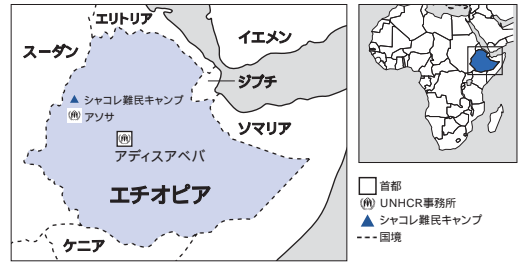 エリトリア
スーダン
イエメン
ジプチ
シャコレ難民キャンプ
アソサ
ソマリア
アディスアベバ
エチオピア
ケニア
首都
UNHCR事務所
シャコレ難民キャンプ
国境